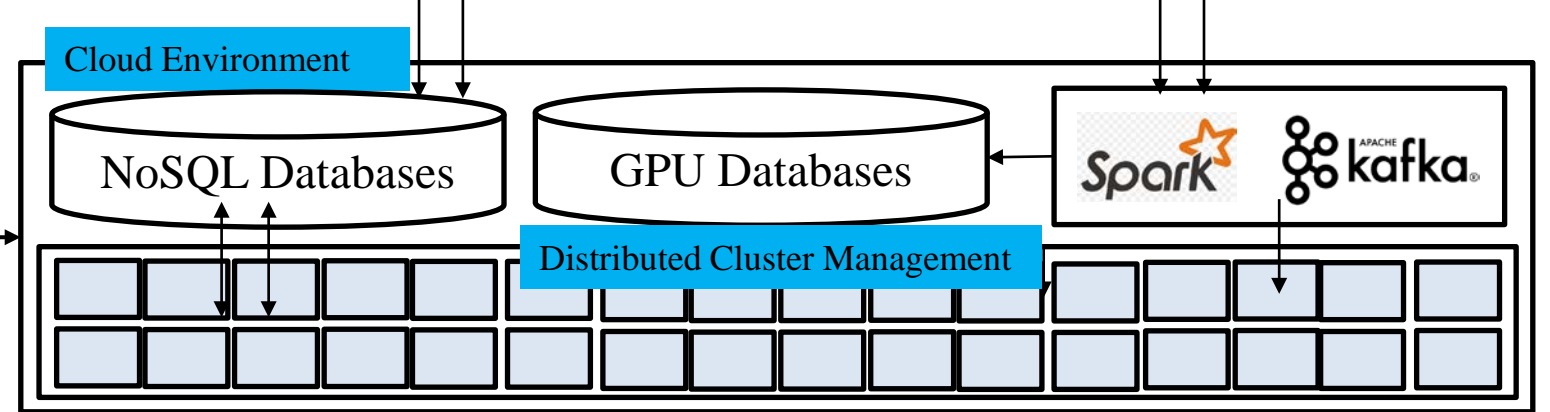 Cloud Environment
NoSQL Databases
GPU Databases
Spark
APACHE
kafka®
Distributed Cluster Management